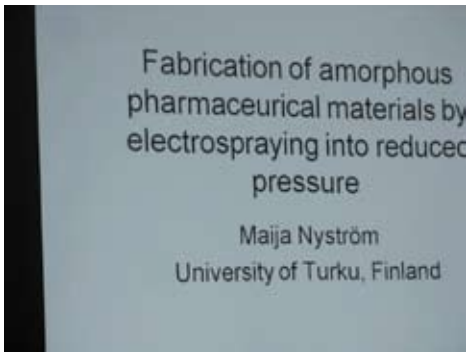 Fabrication of amorphous
pharmaceurical materials by
electrospraying into reduced
pressure
Maija Nyström
University of Turku, Finland